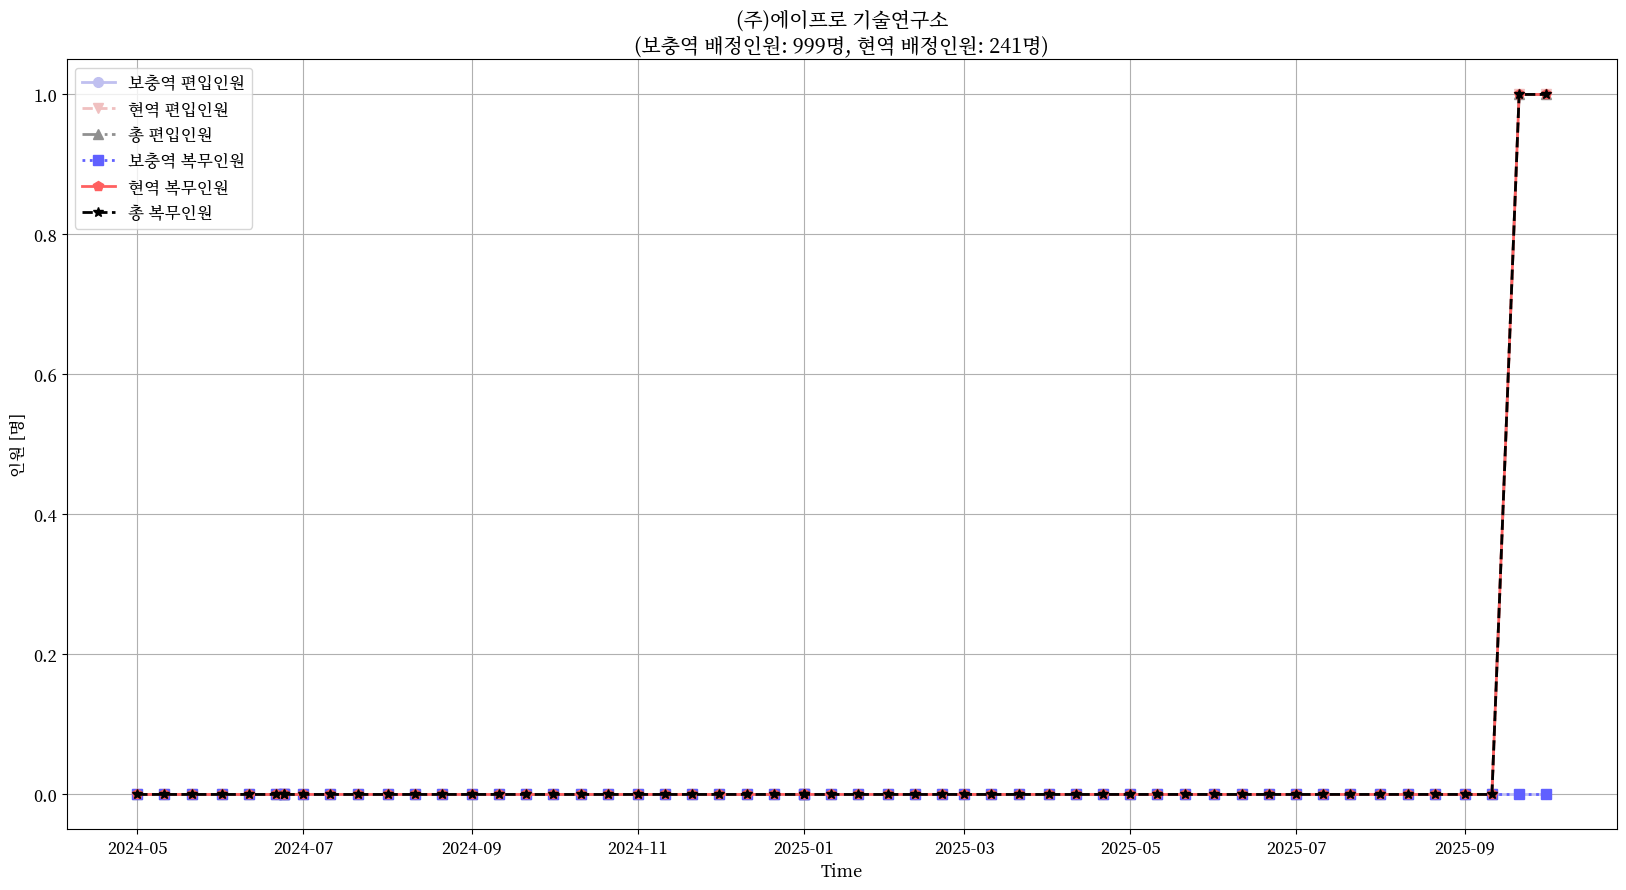 (주)에이프로 기술연구소
(보충역 배정인원: 999명, 현역 배정인원: 241명)
보충역 편입인원
현역 편입인원
총 편입인원
보충역 복무인원
현역 복무인원
총 복무인원
1.0
0.8
0.6
0.4
0.2
0.0
인원 [명]
2024-05 2024-07 2024-09 2024-11 2025-01 2025-03 2025-05 2025-07 2025-09
Time